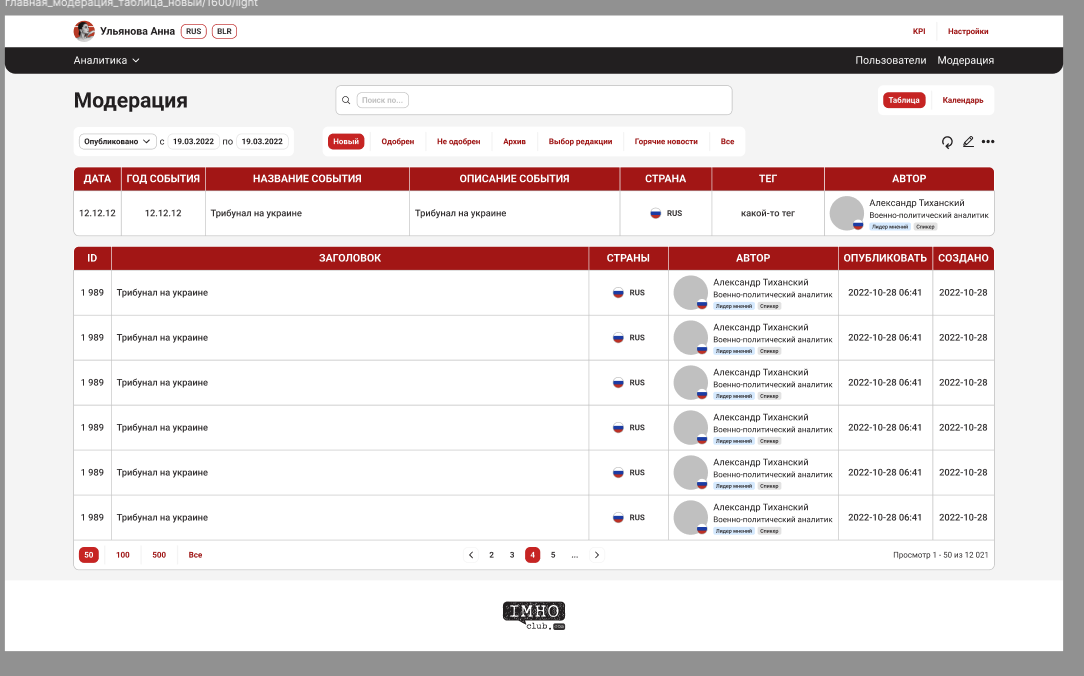 главная_модерация_таблица_новый/1600/light
Ульянова Анна RUS BLR KPI Настройки
Аналитика Пользователи Модерация
Модерация Поиск по... Таблица Календарь
Опубликовано с 19.03.2022 по 19.03.2022 Новый Одобрен Не одобрен Архив Выбор редакции Горячие новости Все
ДАТА ГОД СОБЫТИЯ НАЗВАНИЕ СОБЫТИЯ ОПИСАНИЕ СОБЫТИЯ СТРАНА ТЕГ АВТОР
12.12.12 12.12.12 Трибунал на украине Трибунал на украине RUS какой-то тег Александр Тиханский
Военно-политический аналитик
Лидер мнений Спикер
ID ЗАГОЛОВОК СТРАНЫ АВТОР ОПУБЛИКОВАТЬ СОЗДАНО
1 989 Трибунал на украине RUS Александр Тиханский 2022-10-28 06:41 2022-10-28
Военно-политический аналитик
Лидер мнений Спикер
1 989 Трибунал на украине RUS Александр Тиханский 2022-10-28 06:41 2022-10-28
Военно-политический аналитик
Лидер мнений Спикер
1 989 Трибунал на украине RUS Александр Тиханский 2022-10-28 06:41 2022-10-28
Военно-политический аналитик
Лидер мнений Спикер
1 989 Трибунал на украине RUS Александр Тиханский 2022-10-28 06:41 2022-10-28
Военно-политический аналитик
Лидер мнений Спикер
1 989 Трибунал на украине RUS Александр Тиханский 2022-10-28 06:41 2022-10-28
Военно-политический аналитик
Лидер мнений Спикер
1 989 Трибунал на украине RUS Александр Тиханский 2022-10-28 06:41 2022-10-28
Военно-политический аналитик
Лидер мнений Спикер
50 100 500 Все 2 3 4 5 ... Просмотр 1 - 50 из 12 021
IMHO
club.com